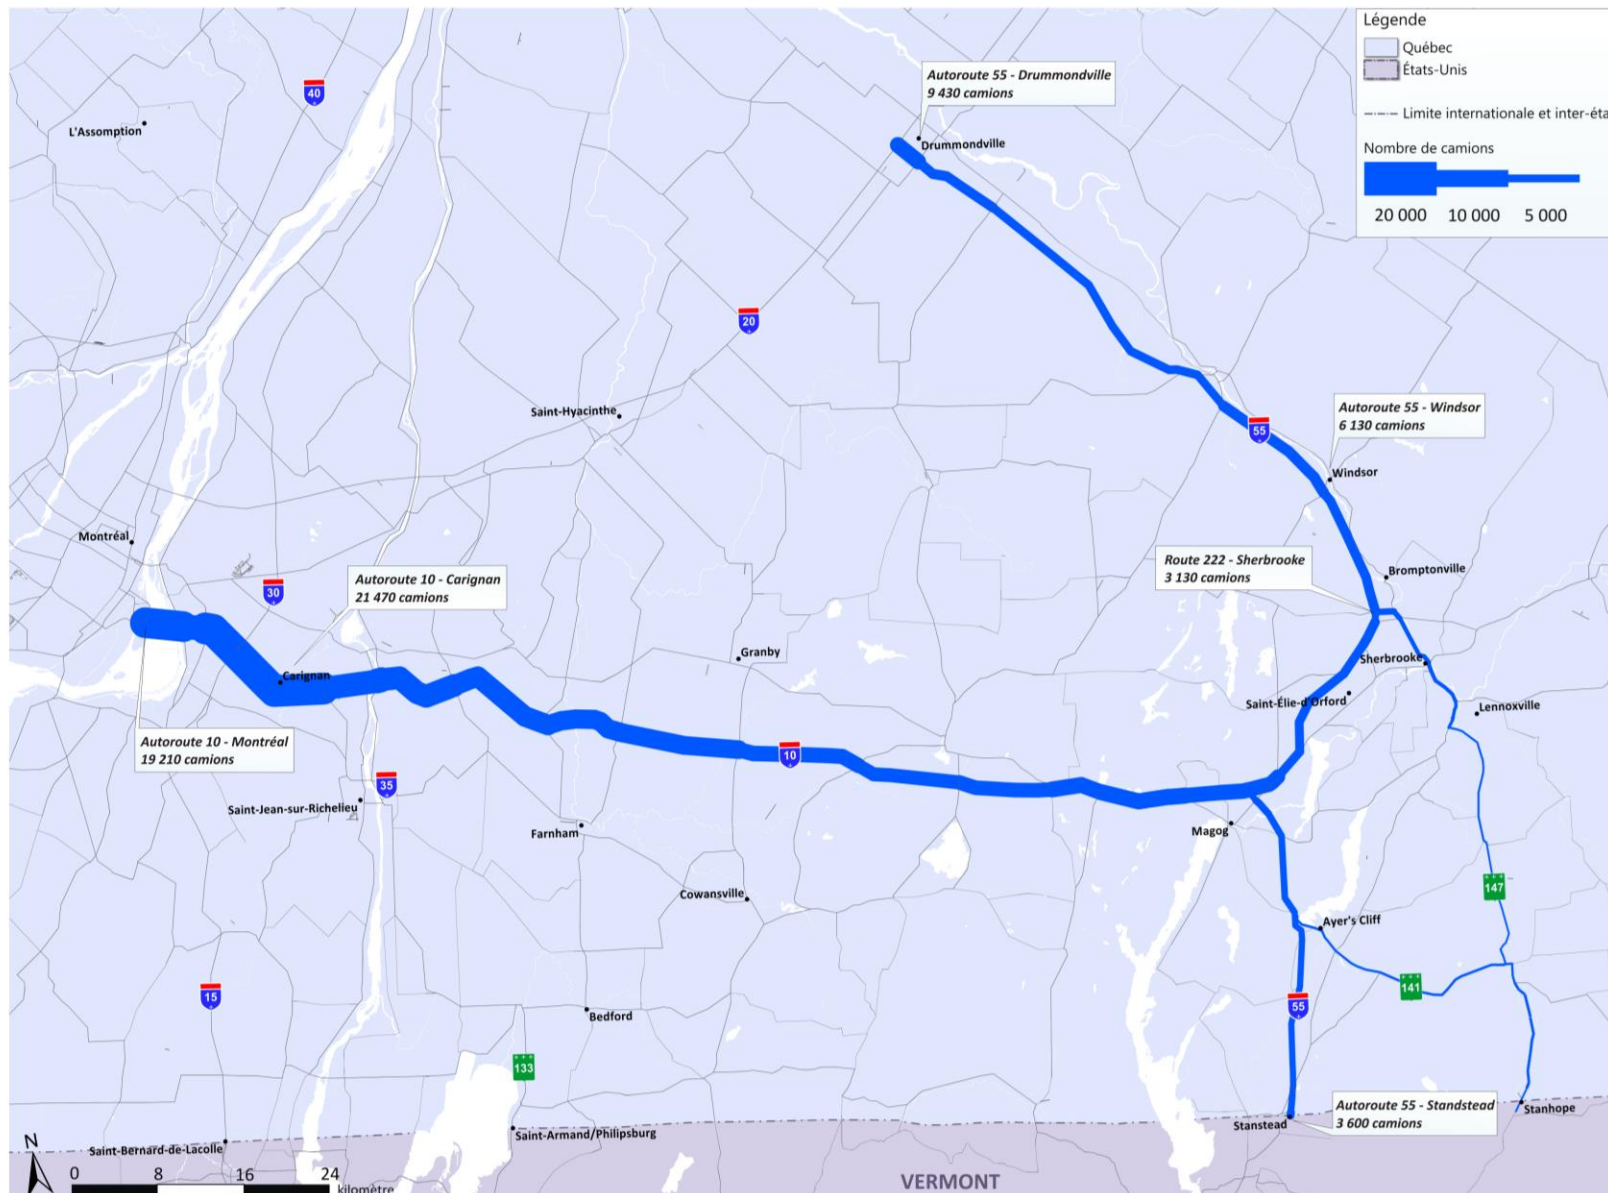 Légende
Québec
États-Unis
Limite internationale et inter-éta
Nombre de camions
20 000 10 000 5 000
Autoroute 55 - Drummondville
9 430 camions
40
L'Assomption
Drummondville
20
Saint-Hyacinthe
Autoroute 55 - Windsor
6 130 camions
55
Windsor
Montréal
Route 222 - Sherbrooke
3 130 camions
Bromptonville
30
Autoroute 10 - Carignan
21 470 camions
Granby
Sherbrooke
Carignan
Saint-Élie-d'Orford
Lennoxville
Autoroute 10 - Montréal
19 210 camions
10
35
Saint-Jean-sur-Richelieu
Farnham
Magog
Cowansville
147
Ayer's Cliff
15
141
55
Bedford
133
Autoroute 55 - Standstead
3 600 camions
Stanhope
Stanstead
Saint-Armand/Philipsburg
Saint-Bernard-de-Lacolle
N
0 8 16 24
kilomètre
VERMONT